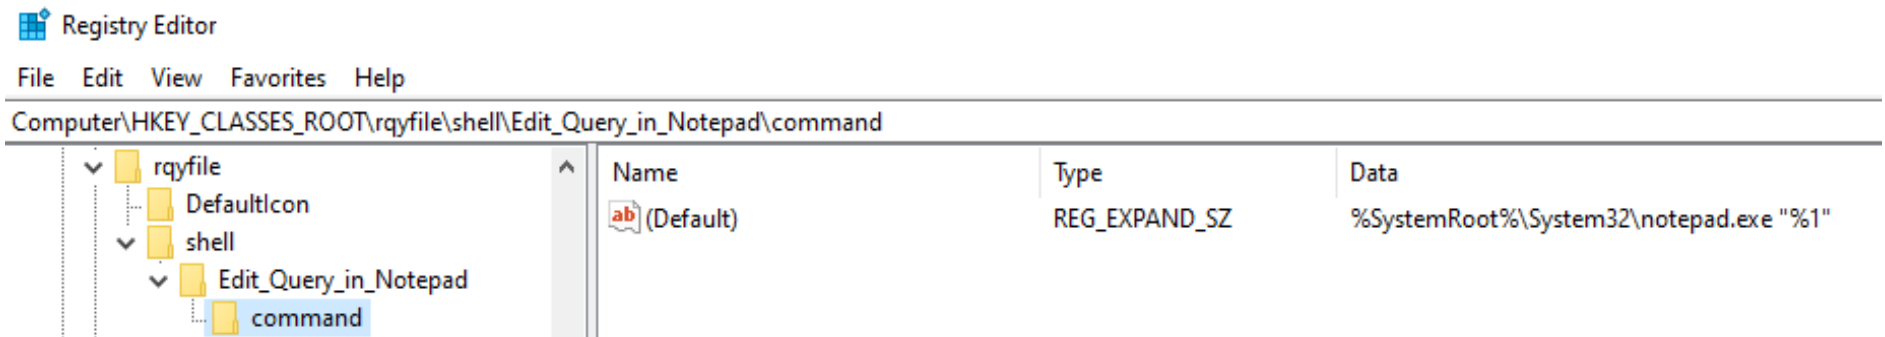 Registry Editor
File Edit View Favorites Help
Computer\HKEY_CLASSES_ROOT\rqyfile\shell\Edit_Query_in_Notepad\command
rqyfile
DefaultIcon
shell
Edit_Query_in_Notepad
command
Name Type Data
ab (Default) REG_EXPAND_SZ %SystemRoot%\System32\notepad.exe "%1"